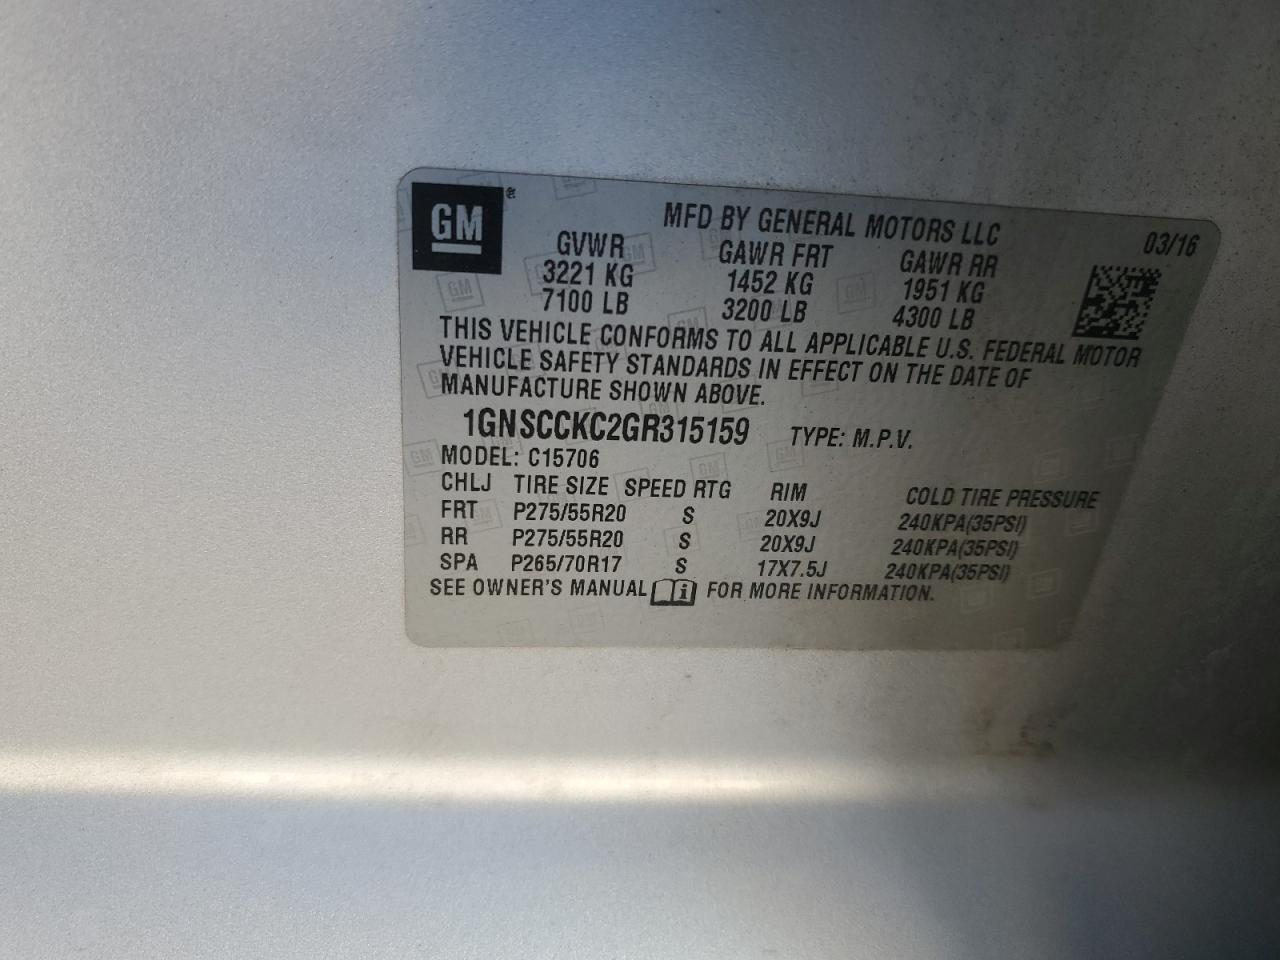 GM®
MFD BY GENERAL MOTORS LLC
03/16
GVWR GAWR FRT GAWR RR
3221 KG 1452 KG 1951 KG
7100 LB 3200 LB 4300 LB
THIS VEHICLE CONFORMS TO ALL APPLICABLE U.S. FEDERAL MOTOR
VEHICLE SAFETY STANDARDS IN EFFECT ON THE DATE OF
MANUFACTURE SHOWN ABOVE.
1GNSCCKC2GR315159 TYPE: M.P.V.
MODEL: C15706
CHLJ TIRE SIZE SPEED RTG RIM COLD TIRE PRESSURE
FRT P275/55R20 S 20X9J 240KPA(35PSI)
RR P275/55R20 S 20X9J 240KPA(35PSI)
SPA P265/70R17 S 17X7.5J 240KPA(35PSI)
SEE OWNER'S MANUAL i FOR MORE INFORMATION.